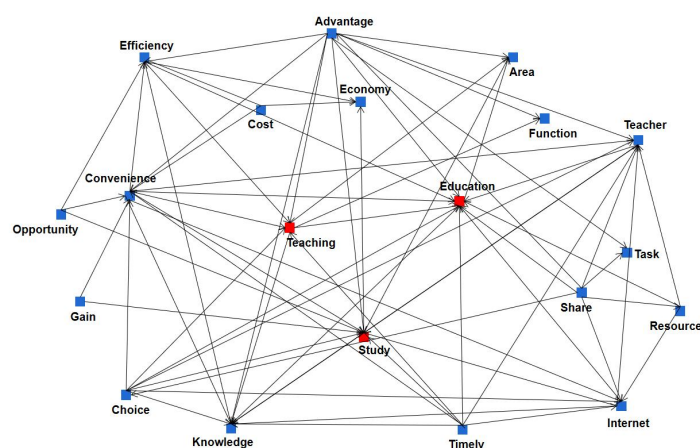 Advantage
Efficiency
Area
Economy
Cost
Function
Teacher
Convenience
Education
Opportunity
Teaching
Task
Gain
Share
Resource
Study
Choice
Internet
Knowledge
Timely